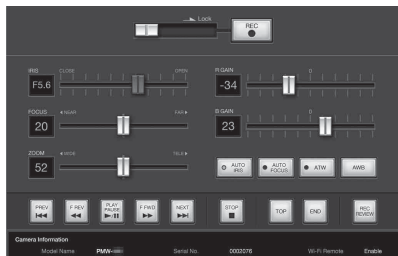 Lock
REC
IRIS CLOSE OPEN
F5.6
R GAIN 0
-34
FOCUS ◄NEAR FAR►
20
B GAIN 0
23
ZOOM ◄WIDE TELE►
52
AUTO IRIS
AUTO FOCUS
ATW
AWB
PREV
F REV
PLAY PAUSE
F FWD
NEXT
STOP
TOP
END
REC REVIEW
Camera Information
Model Name PMW- Serial No. 0002076 Wi-Fi Remote Enable